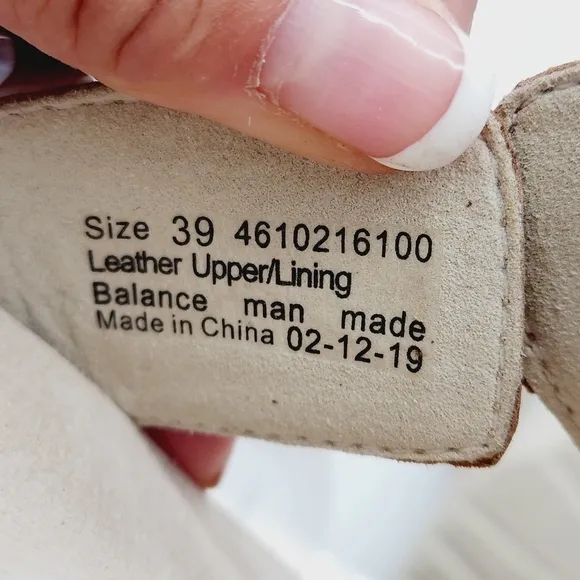 Size 39 4610216100
Leather Upper/Lining
Balance man made
Made in China 02-12-19